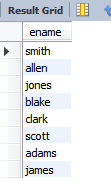 Result Grid
ename
smith
allen
jones
blake
clark
scott
adams
james